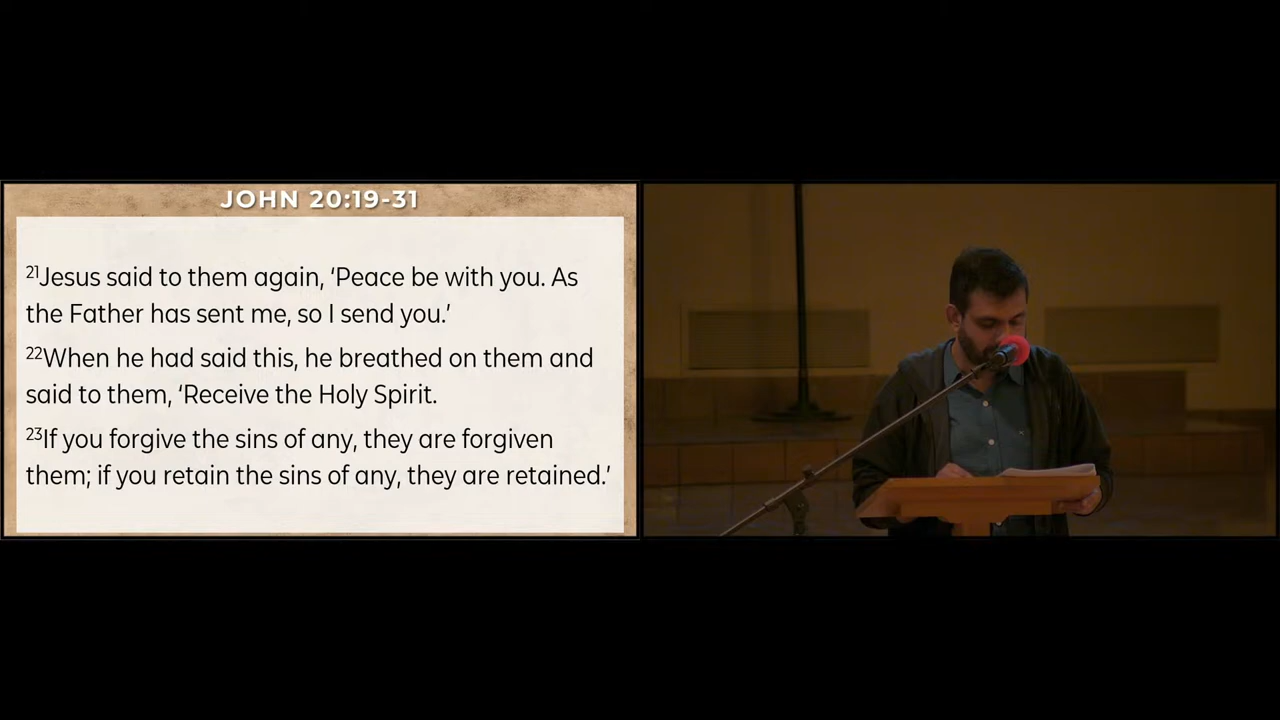 JOHN 20:19-31
21Jesus said to them again, ‘Peace be with you. As
the Father has sent me, so I send you.’
22When he had said this, he breathed on them and
said to them, ‘Receive the Holy Spirit.
23If you forgive the sins of any, they are forgiven
them; if you retain the sins of any, they are retained.’